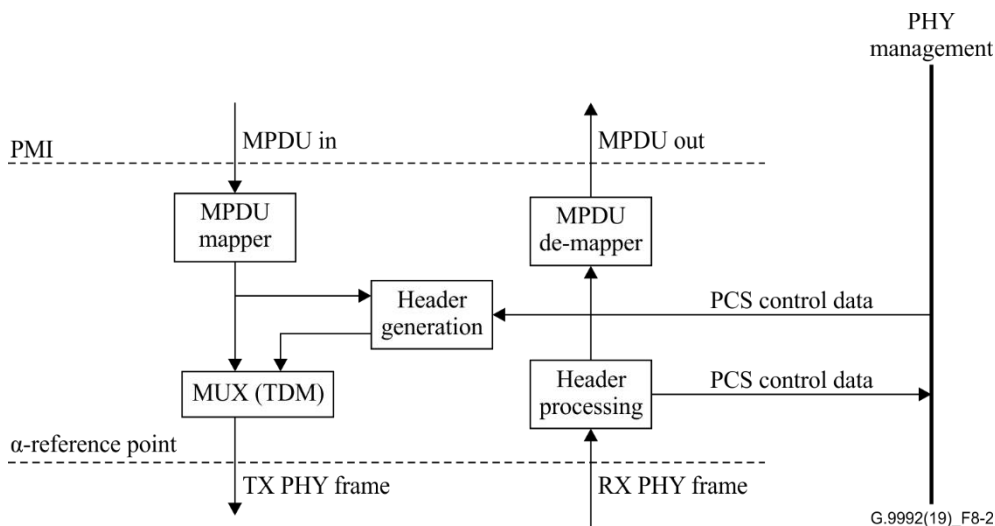 PHY
management
MPDU in
MPDU out
PMI
MPDU
mapper
MPDU
de-mapper
Header
generation
PCS control data
MUX (TDM)
Header
processing
PCS control data
α-reference point
TX PHY frame
RX PHY frame
G.9992(19)_F8-2